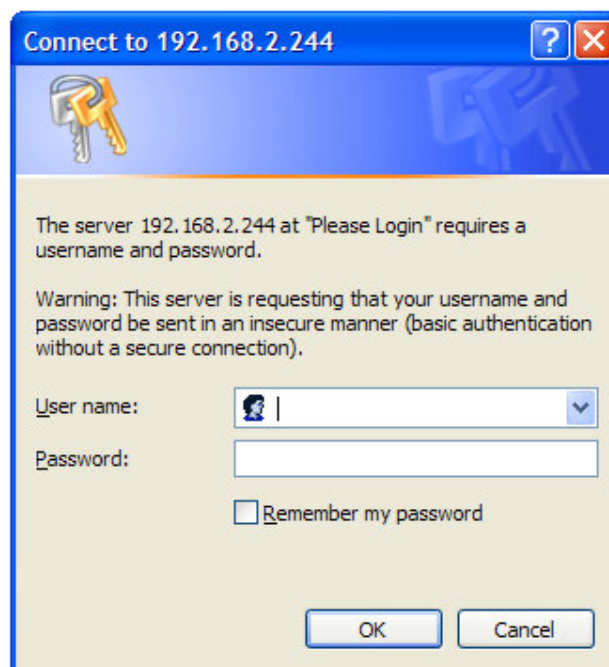 Connect to 192.168.2.244
The server 192.168.2.244 at "Please Login" requires a
username and password.
Warning: This server is requesting that your username and
password be sent in an insecure manner (basic authentication
without a secure connection).
User name:
Password:
Remember my password
OK Cancel